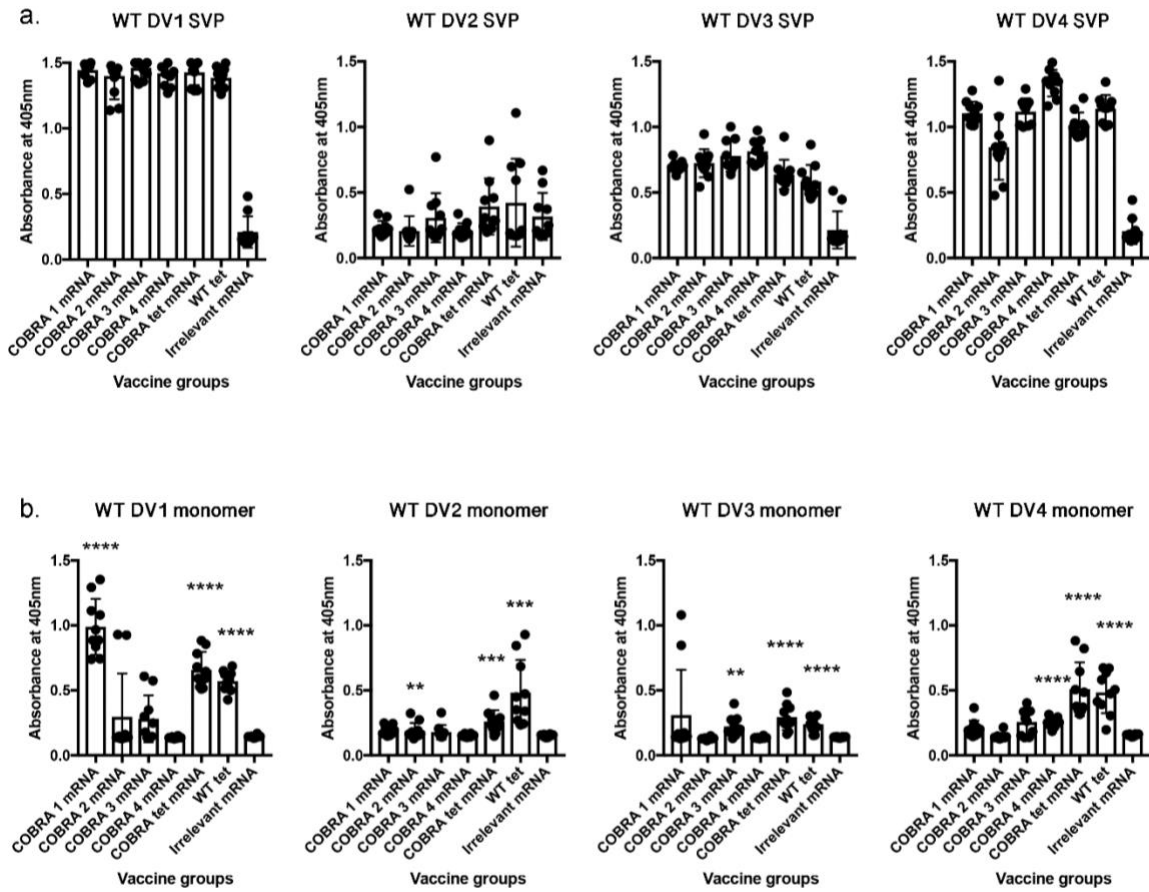 a.
WT DV1 SVP
WT DV2 SVP
WT DV3 SVP
WT DV4 SVP
Absorbance at 405nm
1.5
1.0
0.5
0.0
COBRA 1 mRNA
COBRA 2 mRNA
COBRA 3 mRNA
COBRA 4 mRNA
COBRA tet mRNA
WT tet
Irrelevant mRNA
Vaccine groups
Absorbance at 405nm
1.5
1.0
0.5
0.0
COBRA 1 mRNA
COBRA 2 mRNA
COBRA 3 mRNA
COBRA 4 mRNA
COBRA tet mRNA
WT tet
Irrelevant mRNA
Vaccine groups
Absorbance at 405nm
1.5
1.0
0.5
0.0
COBRA 1 mRNA
COBRA 2 mRNA
COBRA 3 mRNA
COBRA 4 mRNA
COBRA tet mRNA
WT tet
Irrelevant mRNA
Vaccine groups
Absorbance at 405nm
1.5
1.0
0.5
0.0
COBRA 1 mRNA
COBRA 2 mRNA
COBRA 3 mRNA
COBRA 4 mRNA
COBRA tet mRNA
WT tet
Irrelevant mRNA
Vaccine groups
b.
WT DV1 monomer
WT DV2 monomer
WT DV3 monomer
WT DV4 monomer
Absorbance at 405nm
1.5
1.0
0.5
0.0
****
****
****
COBRA 1 mRNA
COBRA 2 mRNA
COBRA 3 mRNA
COBRA 4 mRNA
COBRA tet mRNA
WT tet
Irrelevant mRNA
Vaccine groups
Absorbance at 405nm
1.5
1.0
0.5
0.0
**
***
***
COBRA 1 mRNA
COBRA 2 mRNA
COBRA 3 mRNA
COBRA 4 mRNA
COBRA tet mRNA
WT tet
Irrelevant mRNA
Vaccine groups
Absorbance at 405nm
1.5
1.0
0.5
0.0
**
****
****
COBRA 1 mRNA
COBRA 2 mRNA
COBRA 3 mRNA
COBRA 4 mRNA
COBRA tet mRNA
WT tet
Irrelevant mRNA
Vaccine groups
Absorbance at 405nm
1.5
1.0
0.5
0.0
****
****
****
COBRA 1 mRNA
COBRA 2 mRNA
COBRA 3 mRNA
COBRA 4 mRNA
COBRA tet mRNA
WT tet
Irrelevant mRNA
Vaccine groups